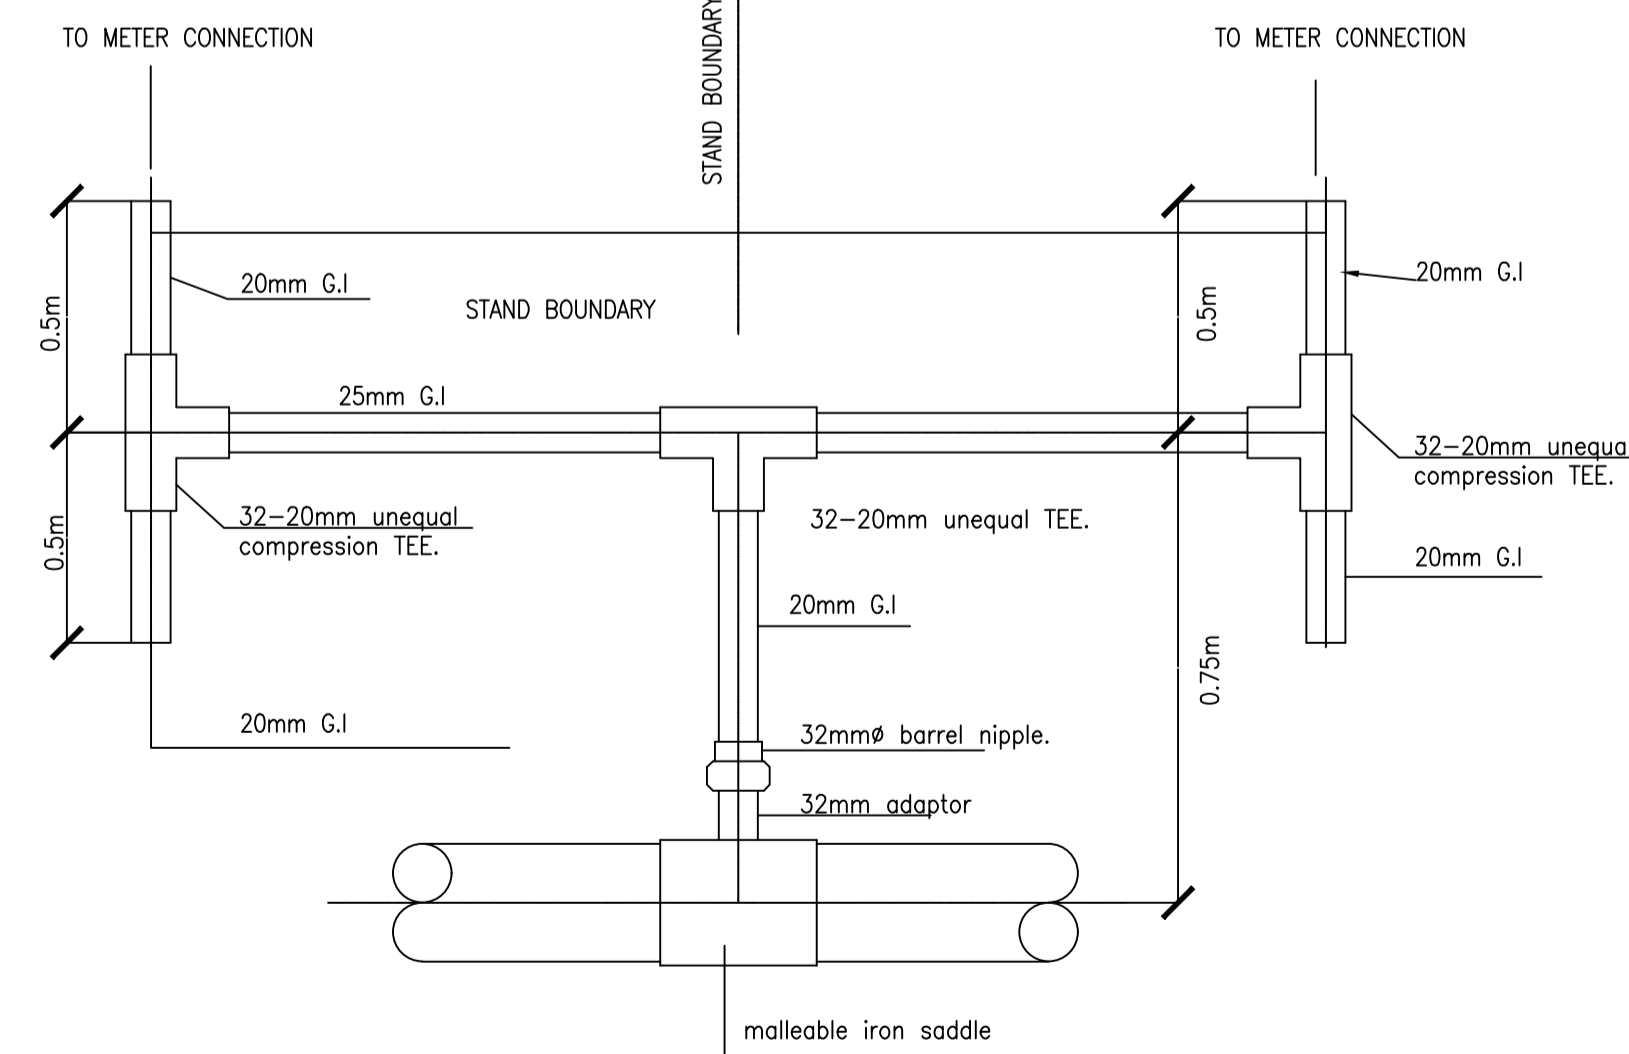 TO METER CONNECTION
STAND BOUNDARY
TO METER CONNECTION
20mm G.I
20mm G.I
0.5m
STAND BOUNDARY
0.5m
25mm G.I
32-20mm unequa
compression TEE.
32-20mm unequal
compression TEE.
0.5m
32-20mm unequal TEE.
20mm G.I
20mm G.I
0.75m
20mm G.I
32mmø barrel nipple.
32mm adaptor
malleable iron saddle